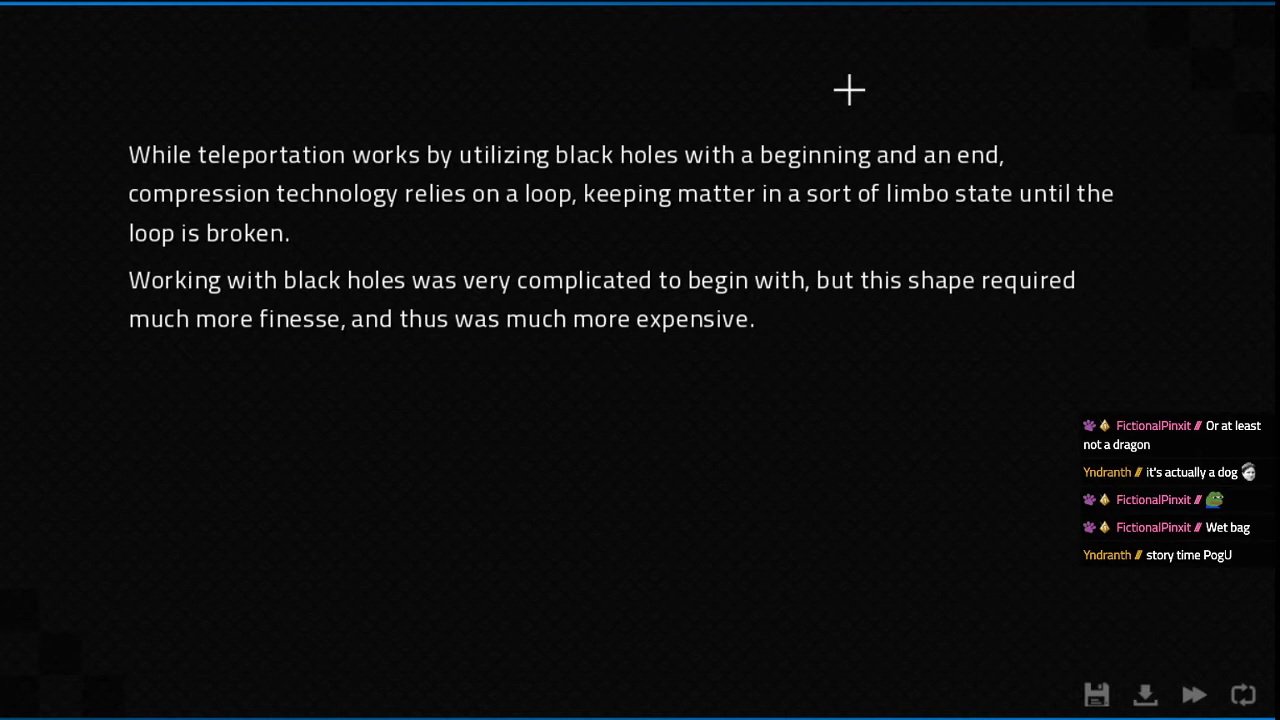 While teleportation works by utilizing black holes with a beginning and an end,
compression technology relies on a loop, keeping matter in a sort of limbo state until the
loop is broken.
Working with black holes was very complicated to begin with, but this shape required
much more finesse, and thus was much more expensive.
FictionalPinxit // Or at least
not a dragon
Yndranth // it's actually a dog
FictionalPinxit //
FictionalPinxit // Wet bag
Yndranth // story time PogU